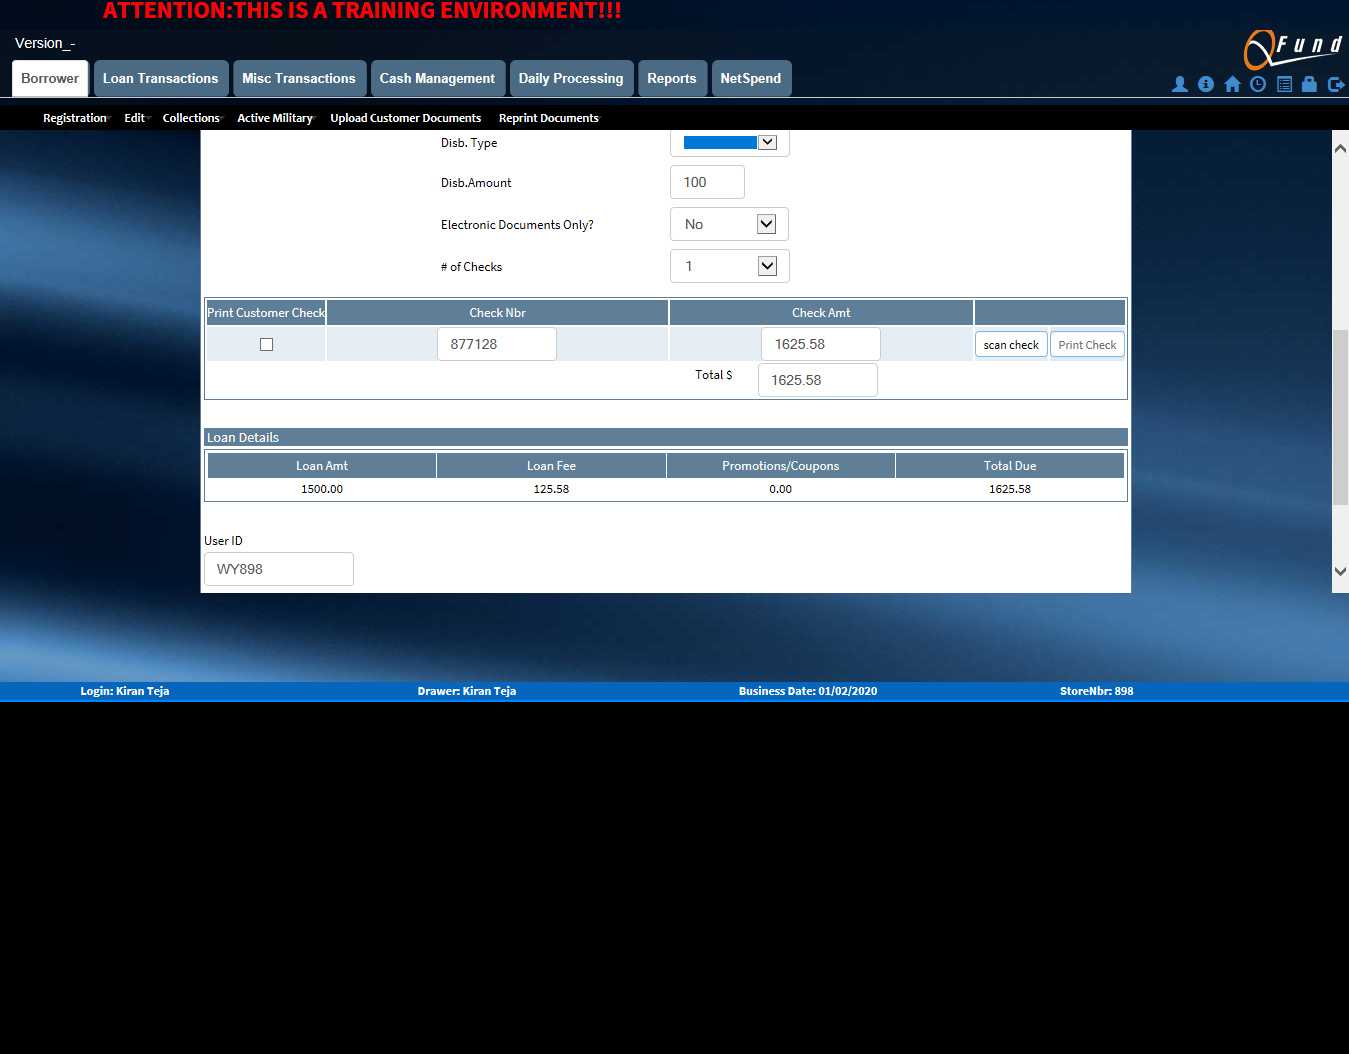 ATTENTION:THIS IS A TRAINING ENVIRONMENT!!!
Version_-
QFund
Borrower Loan Transactions Misc Transactions Cash Management Daily Processing Reports NetSpend
Registration Edit Collections Active Military Upload Customer Documents Reprint Documents
Disb. Type
Disb.Amount 100
Electronic Documents Only? No
# of Checks 1
Print Customer Check Check Nbr Check Amt
877128 1625.58 scan check Print Check
Total $ 1625.58
Loan Details
Loan Amt Loan Fee Promotions/Coupons Total Due
1500.00 125.58 0.00 1625.58
User ID
WY898
Login: Kiran Teja Drawer: Kiran Teja Business Date: 01/02/2020 StoreNbr: 898